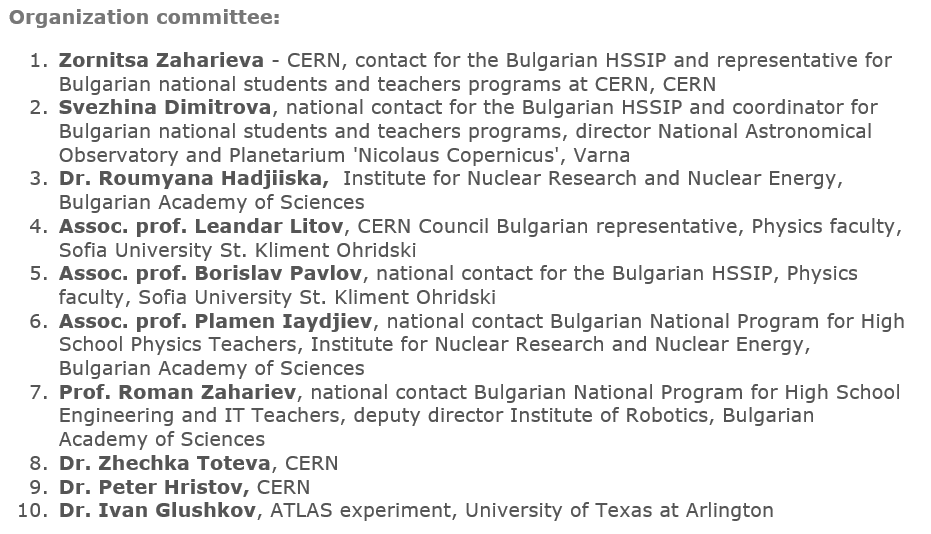 Organization committee:
1. Zornitsa Zaharieva - CERN, contact for the Bulgarian HSSIP and representative for
Bulgarian national students and teachers programs at CERN, CERN
2. Svezhina Dimitrova, national contact for the Bulgarian HSSIP and coordinator for
Bulgarian national students and teachers programs, director National Astronomical
Observatory and Planetarium 'Nicolaus Copernicus', Varna
3. Dr. Roumyana Hadjiiska, Institute for Nuclear Research and Nuclear Energy,
Bulgarian Academy of Sciences
4. Assoc. prof. Leandar Litov, CERN Council Bulgarian representative, Physics faculty,
Sofia University St. Kliment Ohridski
5. Assoc. prof. Borislav Pavlov, national contact for the Bulgarian HSSIP, Physics
faculty, Sofia University St. Kliment Ohridski
6. Assoc. prof. Plamen Iaydjiev, national contact Bulgarian National Program for High
School Physics Teachers, Institute for Nuclear Research and Nuclear Energy,
Bulgarian Academy of Sciences
7. Prof. Roman Zahariev, national contact Bulgarian National Program for High School
Engineering and IT Teachers, deputy director Institute of Robotics, Bulgarian
Academy of Sciences
8. Dr. Zhechka Toteva, CERN
9. Dr. Peter Hristov, CERN
10. Dr. Ivan Glushkov, ATLAS experiment, University of Texas at Arlington